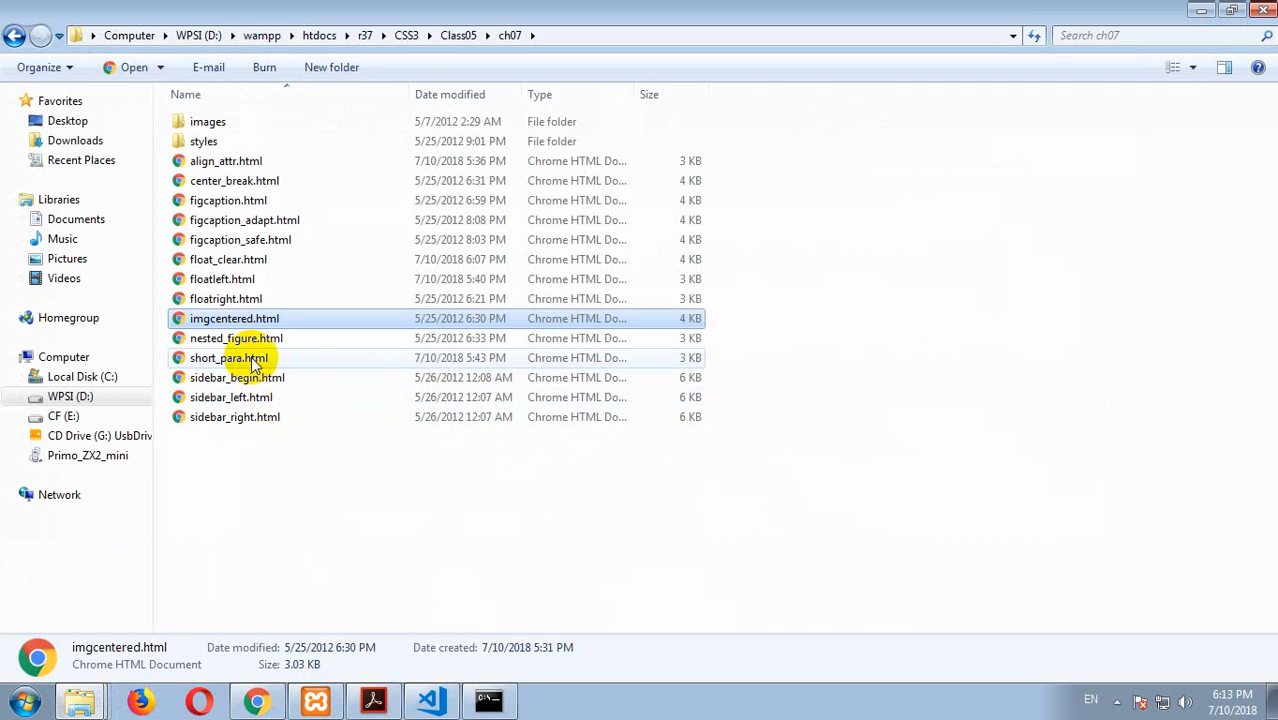 Computer WPSI (D:) wampp htdocs r37 CSS3 Class05 ch07 Search ch07
Organize Open E-mail Burn New folder
Name Date modified Type Size
Favorites
Desktop
Downloads
Recent Places
Libraries
Documents
Music
Pictures
Videos
Homegroup
Computer
Local Disk (C:)
WPSI (D:)
CF (E:)
CD Drive (G:) UsbDriv
Primo_ZX2_mini
Network
images 5/7/2012 2:29 AM File folder
styles 5/25/2012 9:01 PM File folder
align_attr.html 7/10/2018 5:36 PM Chrome HTML Do... 3 KB
center_break.html 5/25/2012 6:31 PM Chrome HTML Do... 4 KB
figcaption.html 5/25/2012 6:59 PM Chrome HTML Do... 4 KB
figcaption_adapt.html 5/25/2012 8:08 PM Chrome HTML Do... 4 KB
figcaption_safe.html 5/25/2012 8:03 PM Chrome HTML Do... 4 KB
float_clear.html 7/10/2018 6:07 PM Chrome HTML Do... 4 KB
floatleft.html 7/10/2018 5:40 PM Chrome HTML Do... 3 KB
floatright.html 5/25/2012 6:21 PM Chrome HTML Do... 3 KB
imgcentered.html 5/25/2012 6:30 PM Chrome HTML Do... 4 KB
nested_figure.html 5/25/2012 6:33 PM Chrome HTML Do... 3 KB
short_para.html 7/10/2018 5:43 PM Chrome HTML Do... 3 KB
sidebar_begin.html 5/26/2012 12:08 AM Chrome HTML Do... 6 KB
sidebar_left.html 5/26/2012 12:07 AM Chrome HTML Do... 6 KB
sidebar_right.html 5/26/2012 12:07 AM Chrome HTML Do... 6 KB
imgcentered.html Date modified: 5/25/2012 6:30 PM Date created: 7/10/2018 5:31 PM
Chrome HTML Document Size: 3.03 KB
EN 6:13 PM
7/10/2018